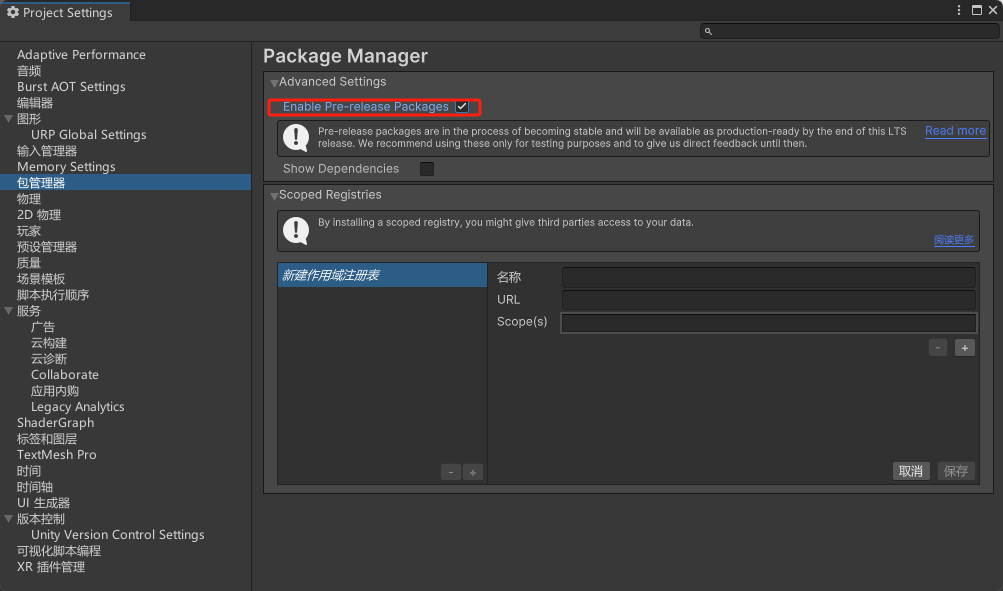 Project Settings
Adaptive Performance
音频
Burst AOT Settings
编辑器
图形
URP Global Settings
输入管理器
Memory Settings
包管理器
物理
2D 物理
玩家
预设管理器
质量
场景模板
脚本执行顺序
服务
广告
云构建
云诊断
Collaborate
应用内购
Legacy Analytics
ShaderGraph
标签和图层
TextMesh Pro
时间
时间轴
UI 生成器
版本控制
Unity Version Control Settings
可视化脚本编程
XR 插件管理
Package Manager
Advanced Settings
Enable Pre-release Packages
Pre-release packages are in the process of becoming stable and will be available as production-ready by the end of this LTS
release. We recommend using these only for testing purposes and to give us direct feedback until then.
Read more
Show Dependencies
Scoped Registries
By installing a scoped registry, you might give third parties access to your data.
阅读更多
新建作用域注册表
名称
URL
Scope(s)
- +
- +
取消 保存